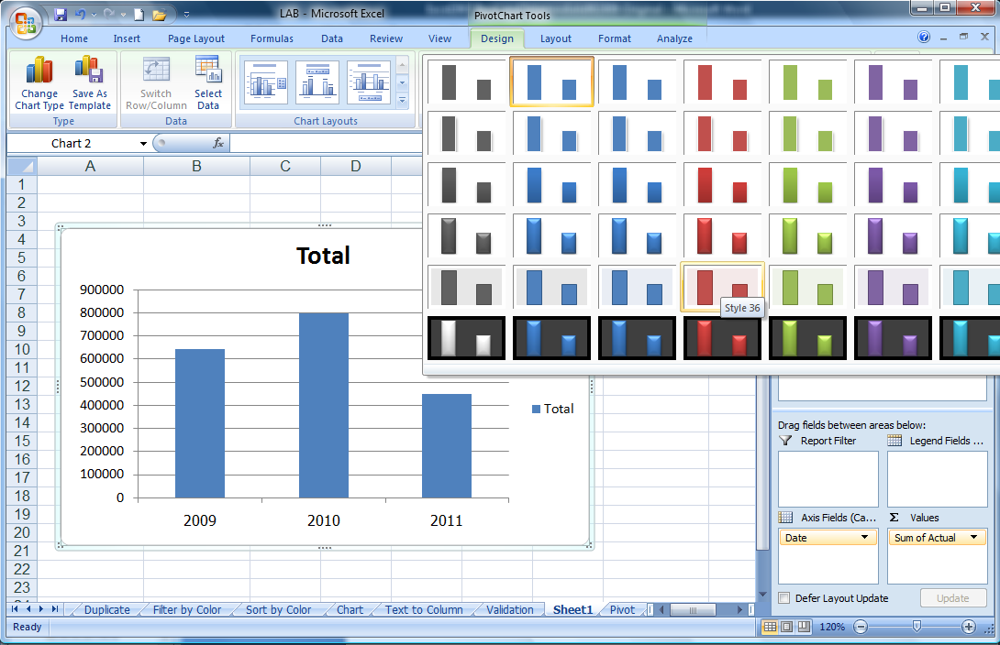 LAB - Microsoft Excel
PivotChart Tools
Home Insert Page Layout Formulas Data Review View Design Layout Format Analyze
Change Chart Type
Save As Template
Type
Switch Row/Column
Select Data
Data
Chart Layouts
Chart 2 fx
A B C D
1
2
3
4
5
6
7
8
9
10
11
12
13
14
15
16
17
18
19
20
21
22
23
Total
900000
800000
700000
600000
500000
400000
300000
200000
100000
0
2009 2010 2011
Total
Style 36
Drag fields between areas below:
Report Filter Legend Fields ...
Axis Fields (Ca... Σ Values
Date Sum of Actual
Defer Layout Update Update
Duplicate Filter by Color Sort by Color Chart Text to Column Validation Sheet1 Pivot
Ready 120%